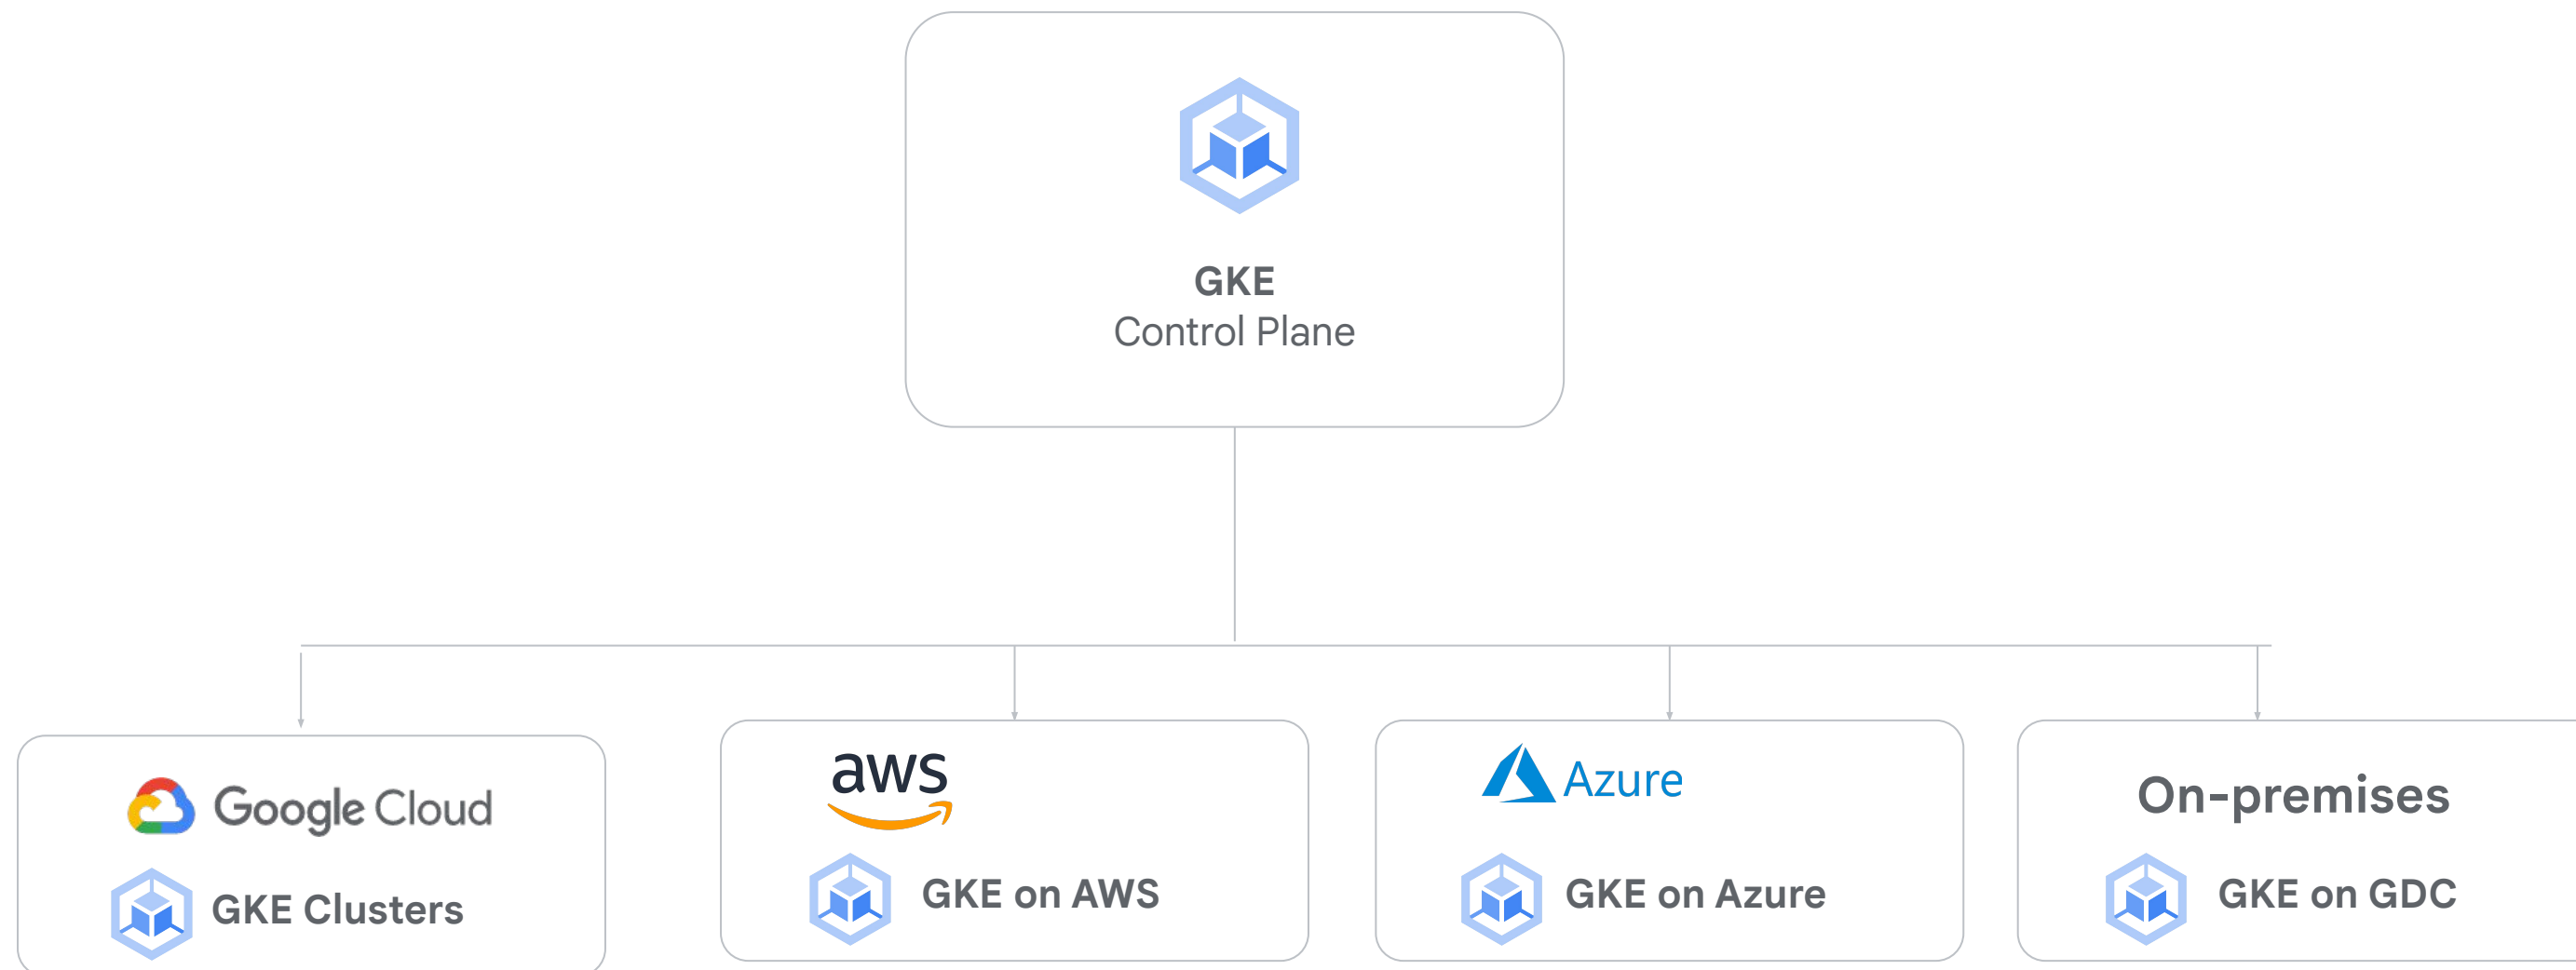 GKE
Control Plane
Google Cloud
GKE Clusters
aws
GKE on AWS
Azure
GKE on Azure
On-premises
GKE on GDC